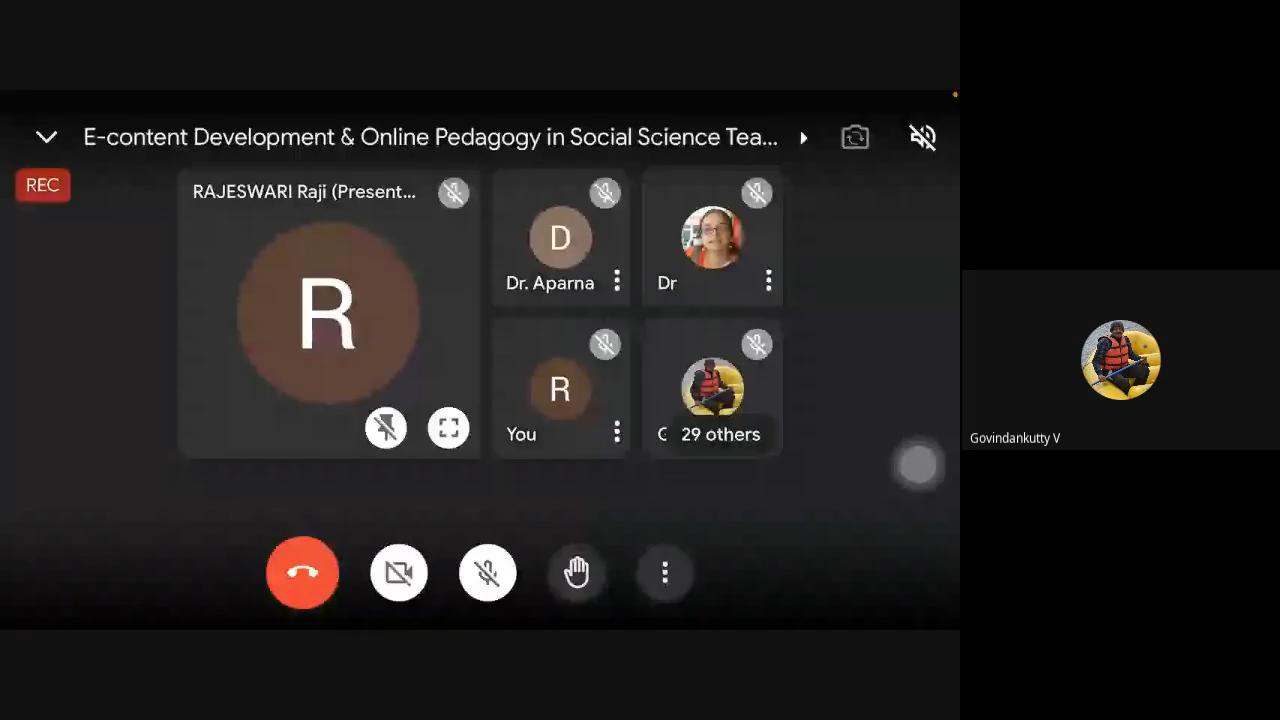 E-content Development & Online Pedagogy in Social Science Tea...
REC
RAJESWARI Raji (Present...
R
D
Dr. Aparna
Dr
R
You
29 others
Govindankutty V